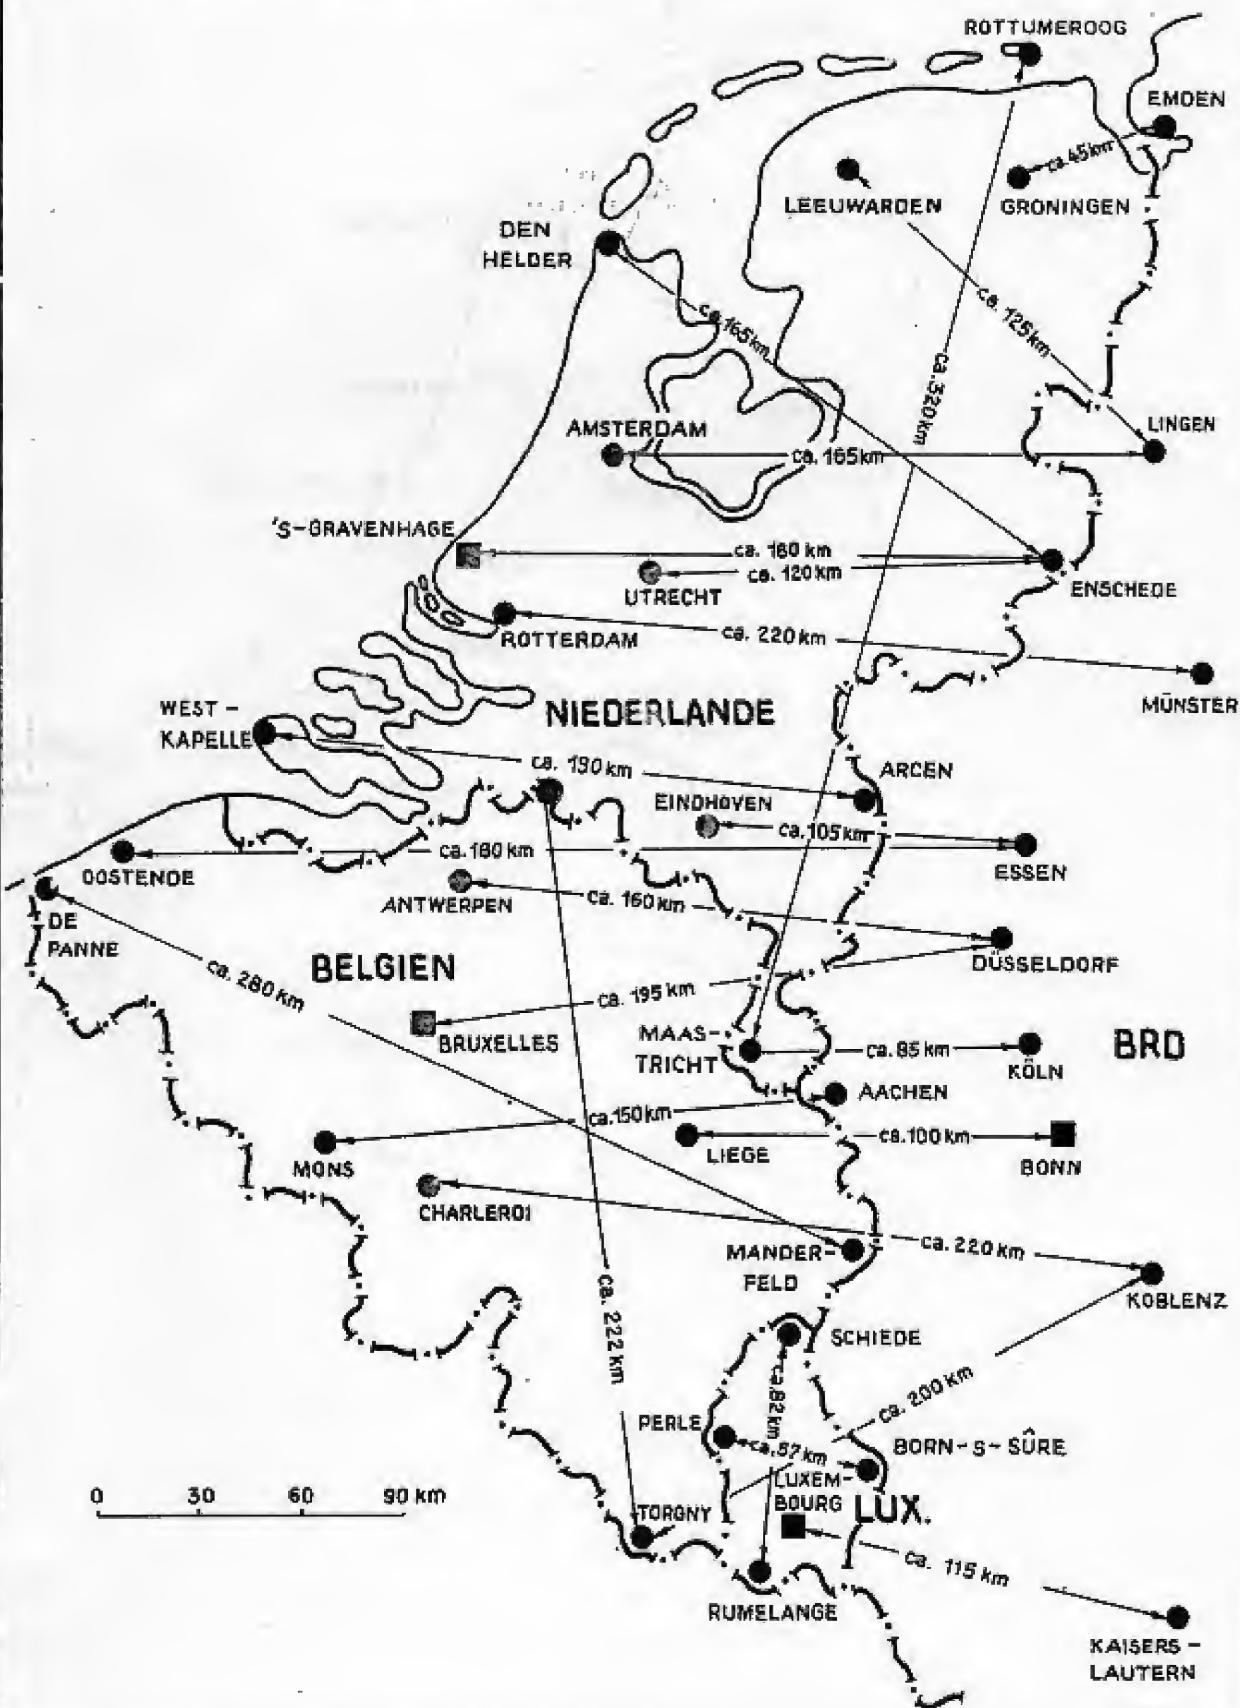 ROTTUMEROOG
EMDEN
ca. 45 km
LEEUWARDEN
GRONINGEN
DEN
HELDER
ca. 165 km
ca. 125 km
ca. 320 km
AMSTERDAM
LINGEN
ca. 165 km
'S-GRAVENHAGE
ca. 180 km
ca. 120 km
UTRECHT
ENSCHEDE
ROTTERDAM
ca. 220 km
MÜNSTER
WEST-
KAPELLE
NIEDERLANDE
ca. 190 km
ARCEN
EINDHOVEN
ca. 105 km
OOSTENDE
ca. 180 km
ESSEN
ANTWERPEN
ca. 160 km
DE
PANNE
DÜSSELDORF
BELGIEN
ca. 280 km
ca. 195 km
BRUXELLES
MAAS-
TRICHT
ca. 85 km
KÖLN
BRD
AACHEN
ca. 150 km
MONS
LIEGE
ca. 100 km
BONN
CHARLEROI
MANDER-
FELD
ca. 220 km
KOBLENZ
ca. 222 km
SCHIEDE
ca. 82 km
ca. 200 km
PERLE
ca. 57 km
BORN-S-SÛRE
LUXEM-
BOURG
LUX.
0 30 60 90 km
TORGNY
ca. 115 km
RUMELANGE
KAISERS-
LAUTERN